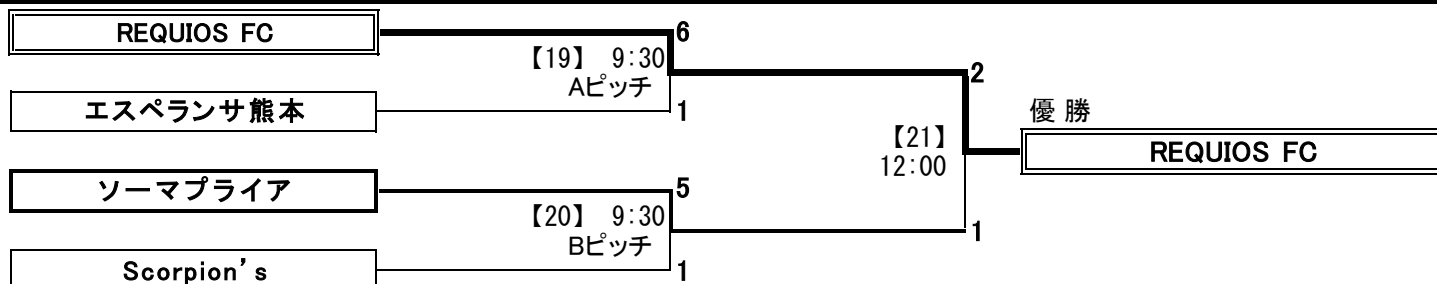 REQUIOS FC
6
【19】 9:30
Aピッチ
エスペランサ熊本
1
2
優勝
【21】
12:00
REQUIOS FC
ソーマプライア
5
【20】 9:30
Bピッチ
1
Scorpion's
1